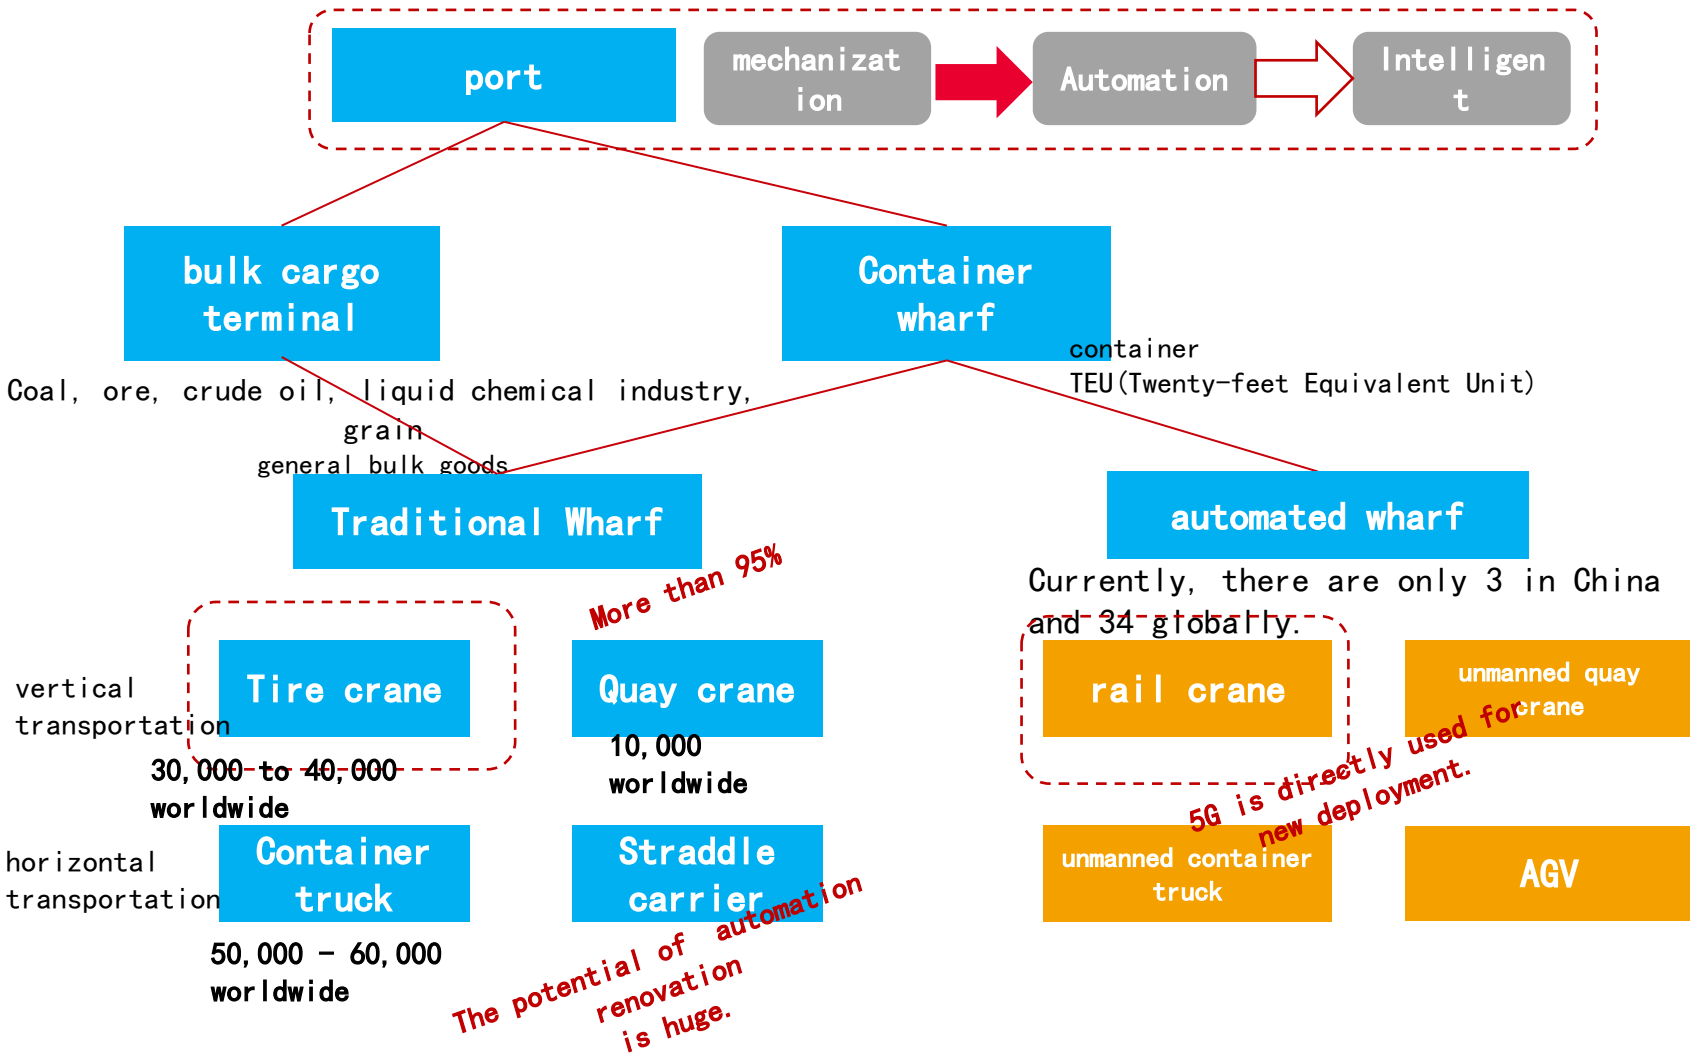 port
mechanizat
ion
Automation
Intelligen
t
bulk cargo
terminal
Container
wharf
container
TEU(Twenty-feet Equivalent Unit)
Coal, ore, crude oil, liquid chemical industry,
grain
general bulk goods
Traditional Wharf
automated wharf
More than 95%
Currently, there are only 3 in China
and 34 globally.
vertical
transportation
Tire crane
Quay crane
rail crane
unmanned quay
crane
30,000 to 40,000
worldwide
10,000
worldwide
5G is directly used for
new deployment.
horizontal
transportation
Container
truck
Straddle
carrier
unmanned container
truck
AGV
50,000 - 60,000
worldwide
The potential of automation
renovation
is huge.